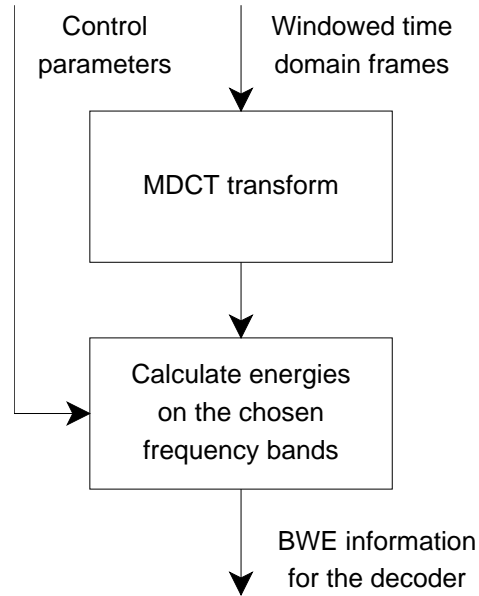 Control
parameters
Windowed time
domain frames
MDCT transform
Calculate energies
on the chosen
frequency bands
BWE information
for the decoder